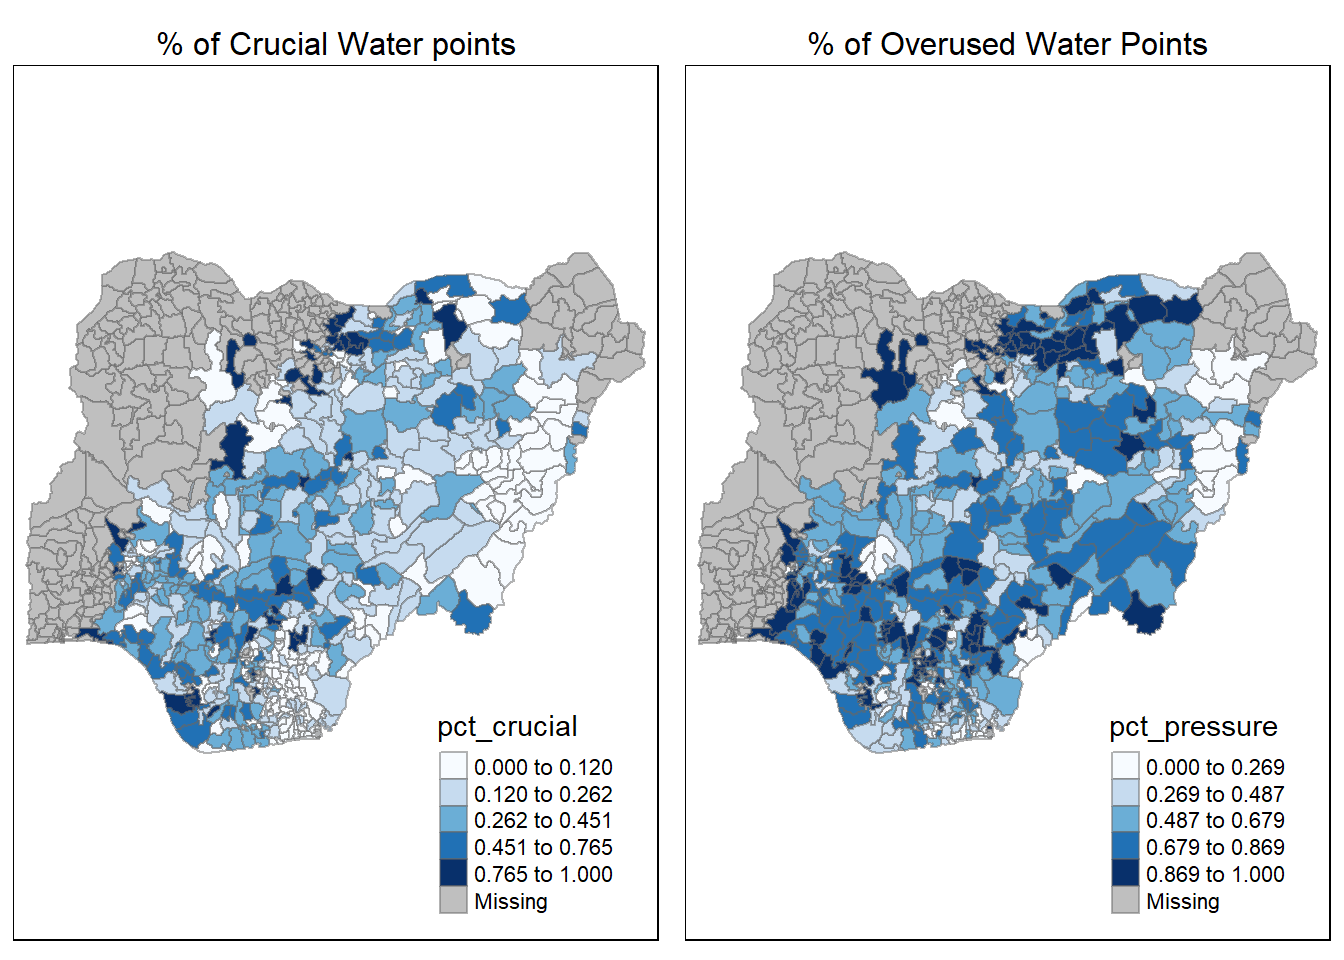 % of Crucial Water points
% of Overused Water Points
pct_crucial
0.000 to 0.120
0.120 to 0.262
0.262 to 0.451
0.451 to 0.765
0.765 to 1.000
Missing
pct_pressure
0.000 to 0.269
0.269 to 0.487
0.487 to 0.679
0.679 to 0.869
0.869 to 1.000
Missing